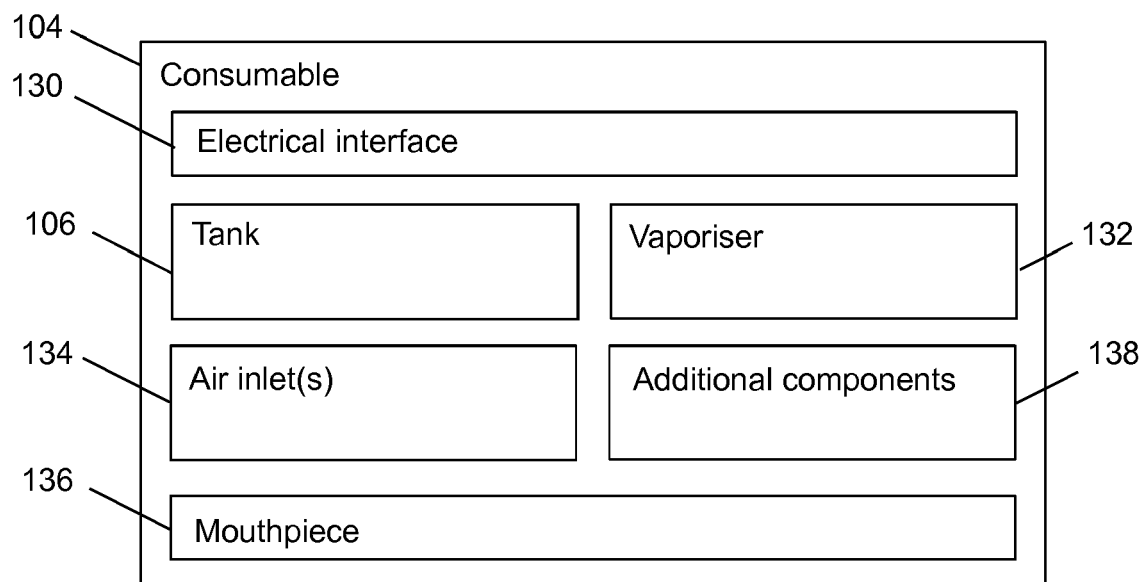 104
Consumable
130
Electrical interface
106
Tank
Vaporiser
132
134
Air inlet(s)
Additional components
138
136
Mouthpiece